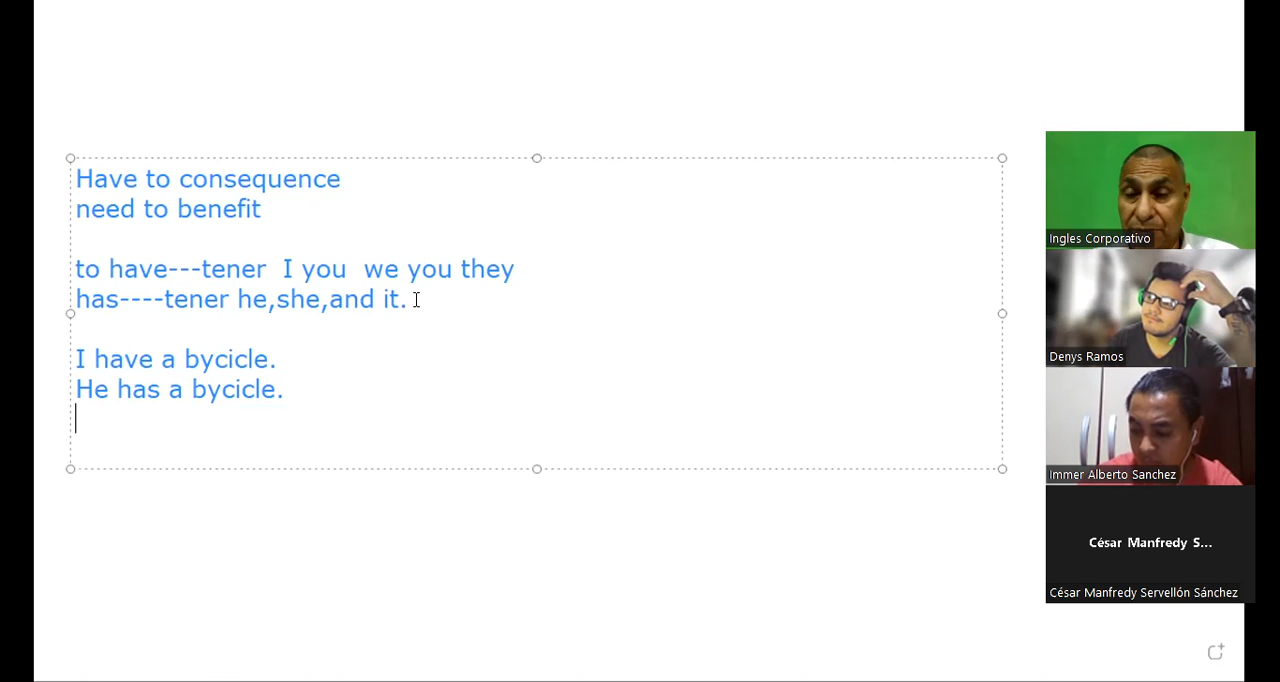 Have to consequence
need to benefit
to have---tener  I you  we you they
has----tener he,she,and it.
I have a bycicle.
He has a bycicle.
Ingles Corporativo
Denys Ramos
Immer Alberto Sanchez
César Manfredy S...
César Manfredy Servellón Sánchez